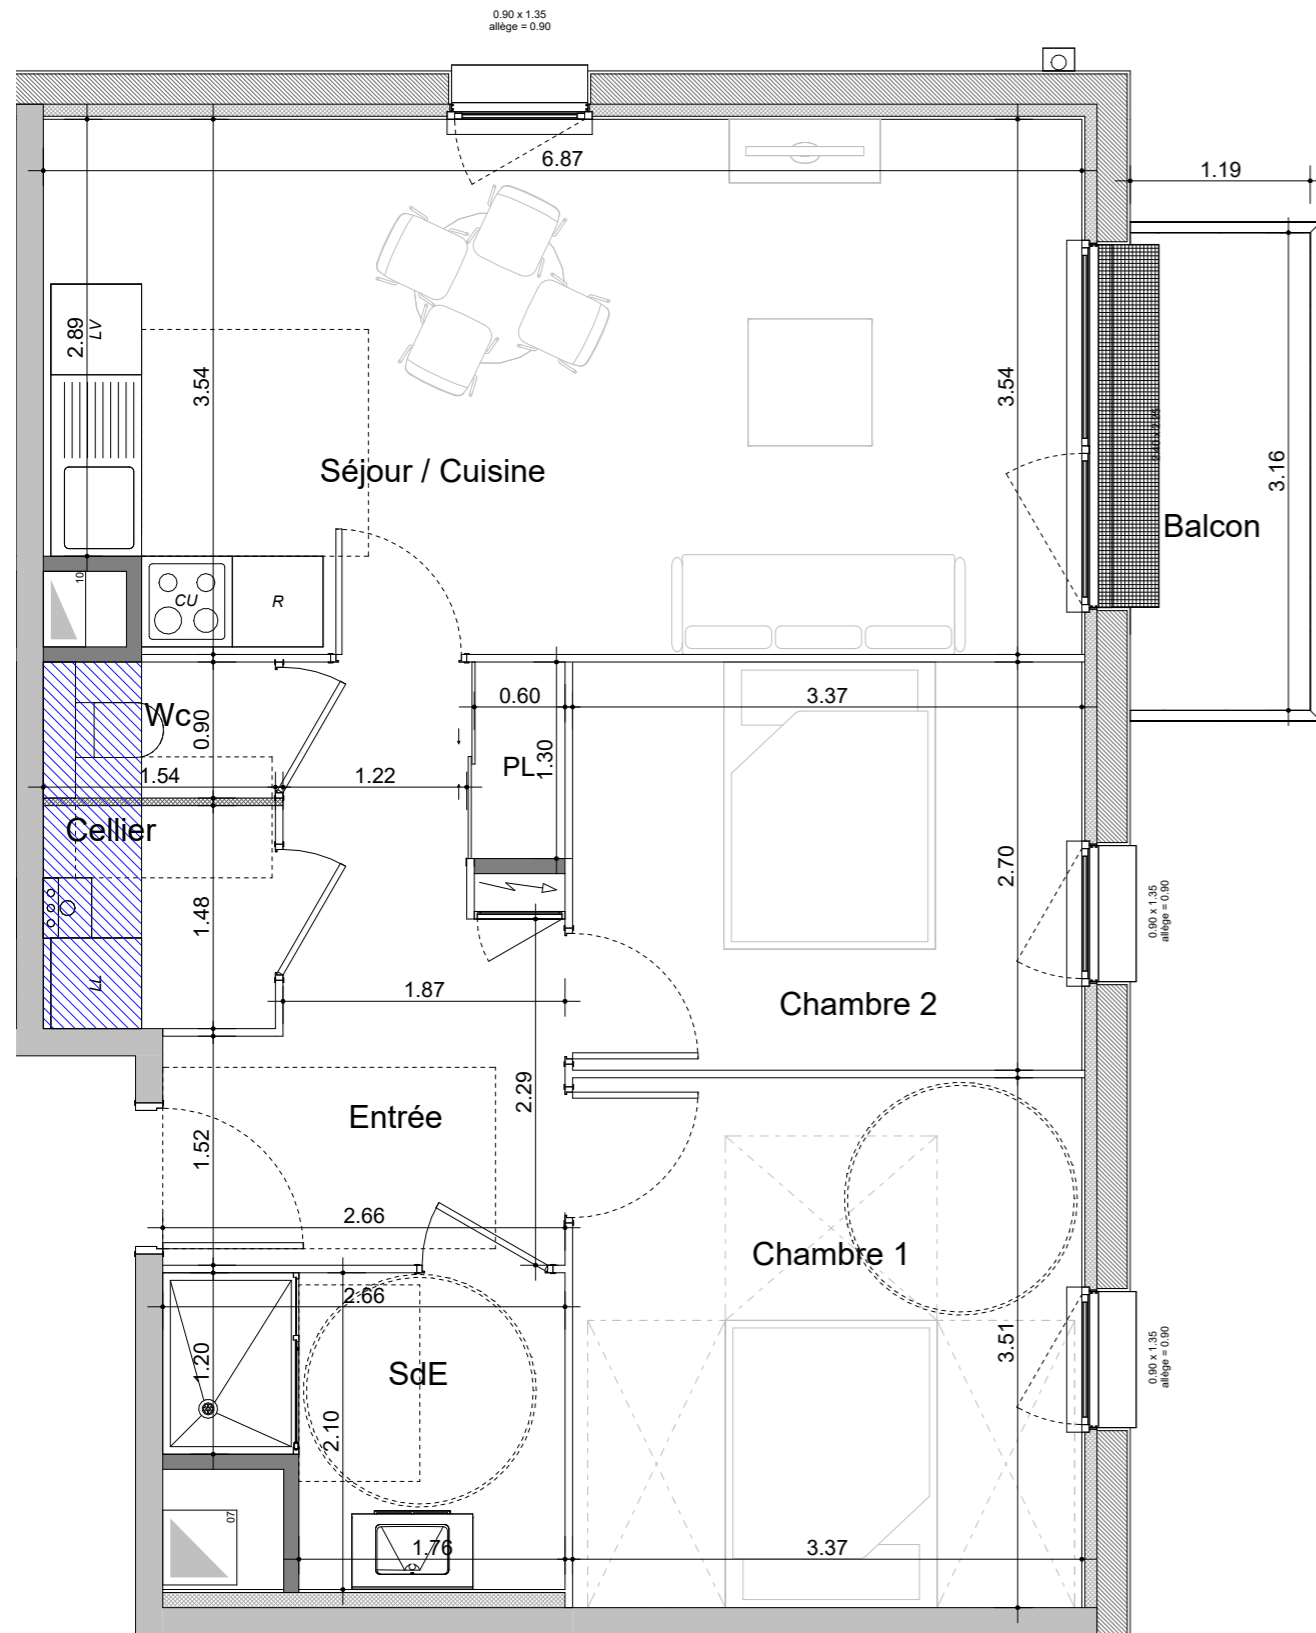 0.90 x 1.35
allège = 0.90
6.87
1.19
2.89
LV
3.54
3.54
Séjour / Cuisine
3.16
Balcon
10
CU
R
Wc
0.90
0.60
3.37
1.30
PL
1.54
1.22
Cellier
2.70
0.90 x 1.35
allège = 0.90
1.48
LL
1.87
Chambre 2
2.29
Entrée
1.52
2.66
Chambre 1
2.66
1.20
SdE
3.51
0.90 x 1.35
allège = 0.90
2.10
07
1.76
3.37